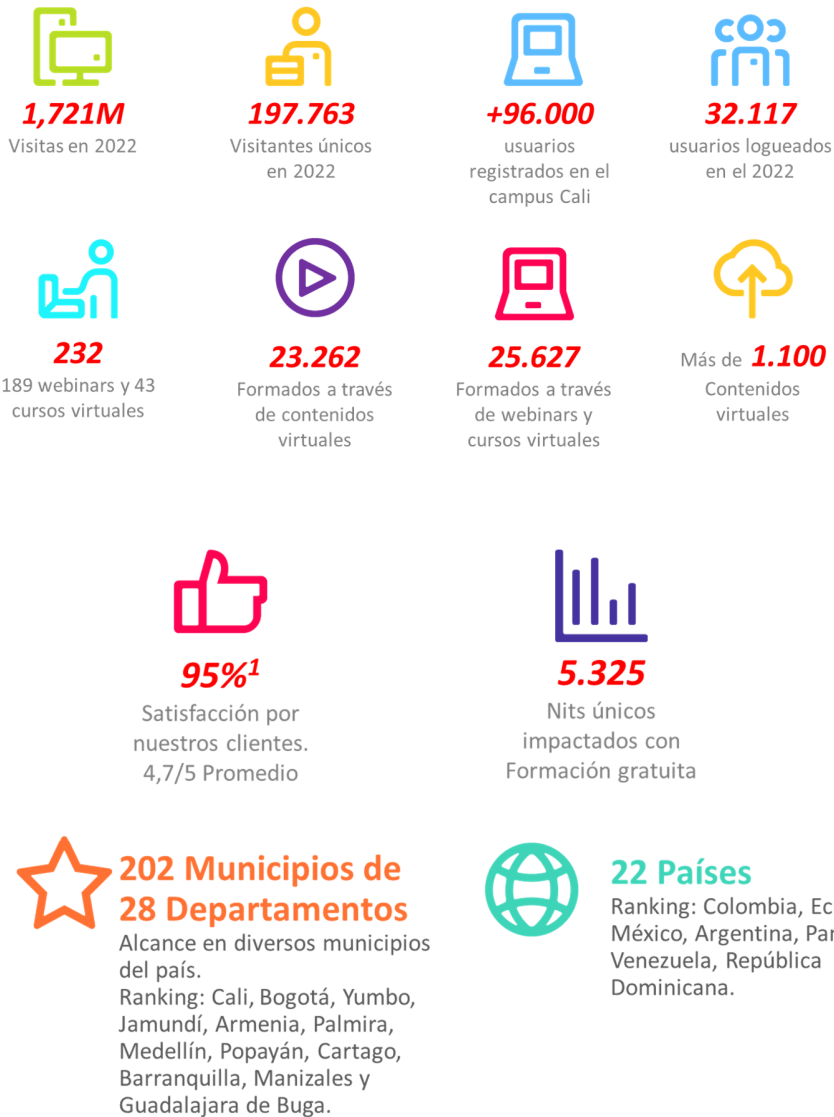 1,721M
Visitas en 2022
197.763
Visitantes únicos
en 2022
+96.000
usuarios
registrados en el
campus Cali
32.117
usuarios logueados
en el 2022
232
189 webinars y 43
cursos virtuales
23.262
Formados a través
de contenidos
virtuales
25.627
Formados a través
de webinars y
cursos virtuales
Más de 1.100
Contenidos
virtuales
95%1
Satisfacción por
nuestros clientes.
4,7/5 Promedio
5.325
Nits únicos
impactados con
Formación gratuita
202 Municipios de
28 Departamentos
Alcance en diversos municipios
del país.
Ranking: Cali, Bogotá, Yumbo,
Jamundí, Armenia, Palmira,
Medellín, Popayán, Cartago,
Barranquilla, Manizales y
Guadalajara de Buga.
22 Países
Ranking: Colombia,
México, Argentina,
Venezuela, República
Dominicana.